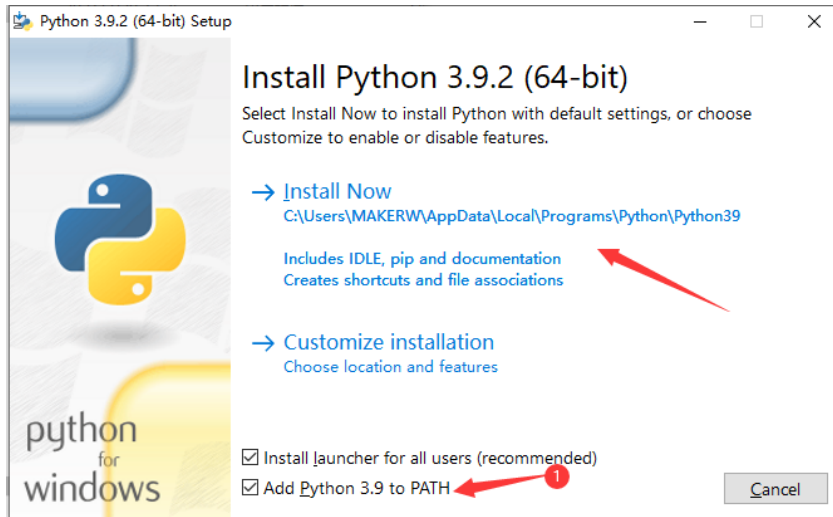 Python 3.9.2 (64-bit) Setup
Install Python 3.9.2 (64-bit)
Select Install Now to install Python with default settings, or choose
Customize to enable or disable features.
→ Install Now
C:\Users\MAKERW\AppData\Local\Programs\Python\Python39
Includes IDLE, pip and documentation
Creates shortcuts and file associations
→ Customize installation
Choose location and features
python
for
windows
Install launcher for all users (recommended)
1
Add Python 3.9 to PATH
Cancel